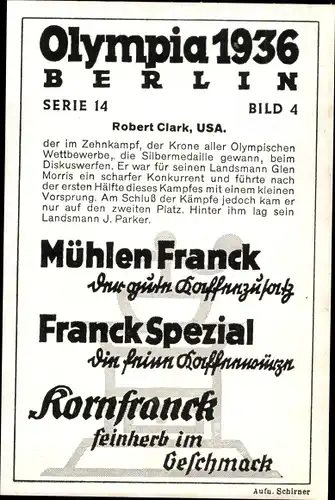 Olympia 1936
BERLIN
SERIE 14 BILD 4
Robert Clark, USA.
der im Zehnkampf, der Krone aller Olympischen
Wettbewerbe, die Silbermedaille gewann, beim
Diskuswerfen. Er war für seinen Landsmann Glen
Morris ein scharfer Konkurrent und führte nach
der ersten Hälfte dieses Kampfes mit einem kleinen
Vorsprung. Am Schluß der Kämpfe jedoch kam er
nur auf den zweiten Platz. Hinter ihm lag sein
Landsmann J. Parker.
Mühlen Franck
der gute Kaffeezusatz
Franck Spezial
die feine Kaffeewürze
Kornfranck
feinherb im
Geschmack
Aufn. Schirner